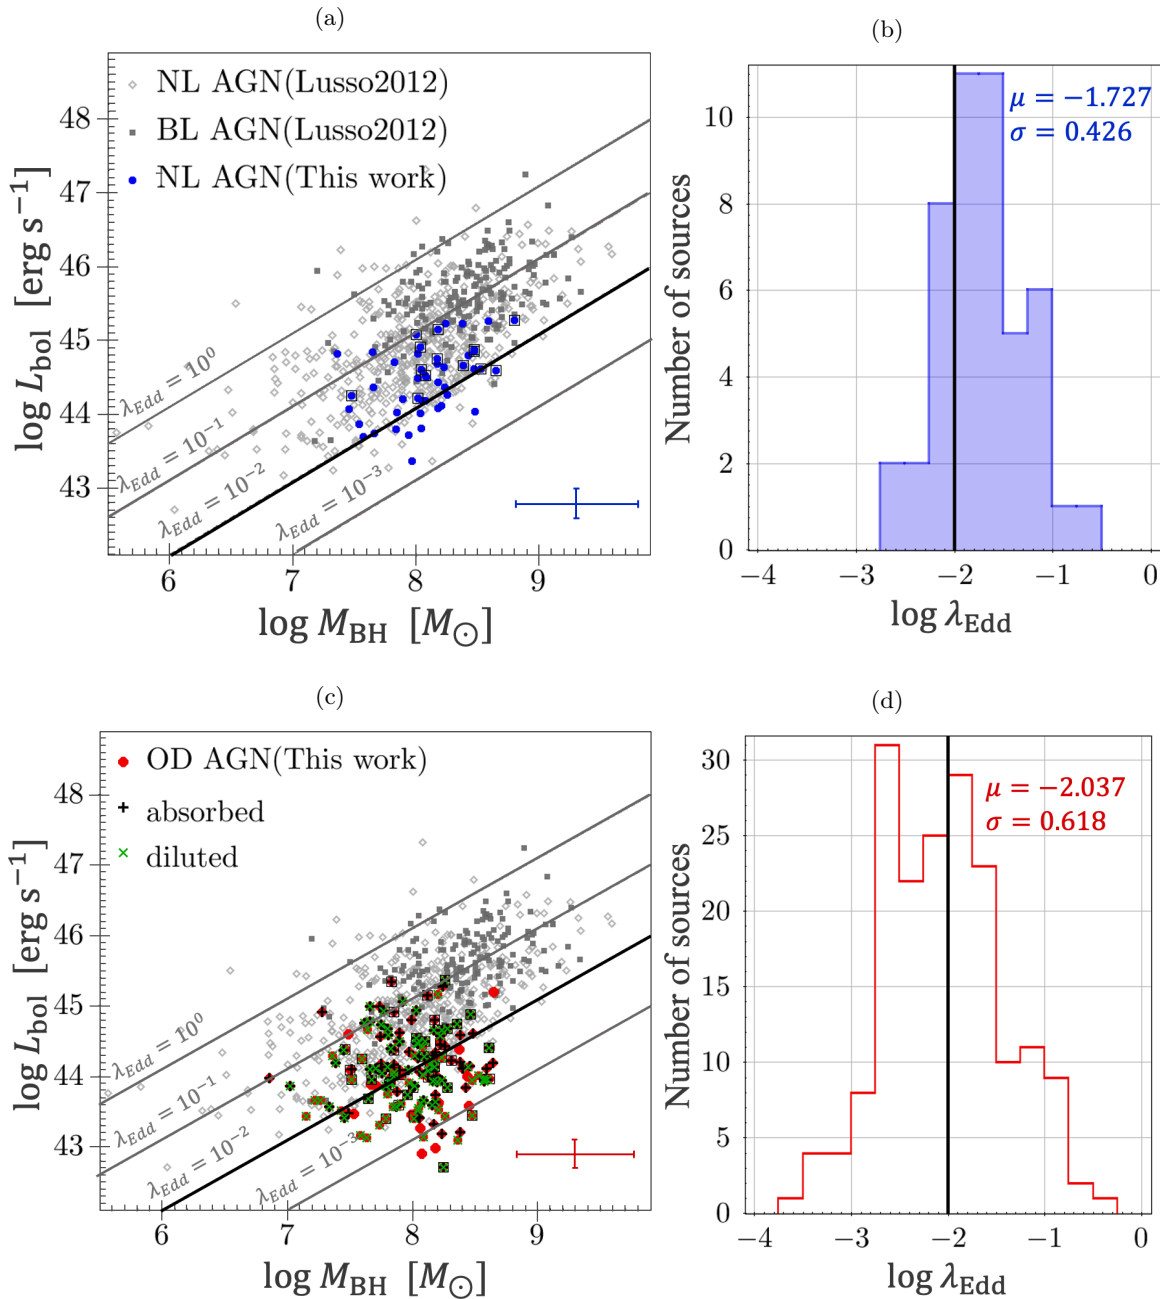 (a)
NL AGN(Lusso2012)
BL AGN(Lusso2012)
NL AGN(This work)
48
47
46
45
44
43
log L_bol [erg s⁻¹]
λ_Edd = 10⁰
λ_Edd = 10⁻¹
λ_Edd = 10⁻²
λ_Edd = 10⁻³
6 7 8 9
log M_BH [M_⊙]
(b)
μ = −1.727
σ = 0.426
10
8
6
4
2
0
Number of sources
−4 −3 −2 −1 0
log λ_Edd
(c)
OD AGN(This work)
absorbed
diluted
48
47
46
45
44
43
log L_bol [erg s⁻¹]
λ_Edd = 10⁰
λ_Edd = 10⁻¹
λ_Edd = 10⁻²
λ_Edd = 10⁻³
6 7 8 9
log M_BH [M_⊙]
(d)
μ = −2.037
σ = 0.618
30
25
20
15
10
5
0
Number of sources
−4 −3 −2 −1 0
log λ_Edd